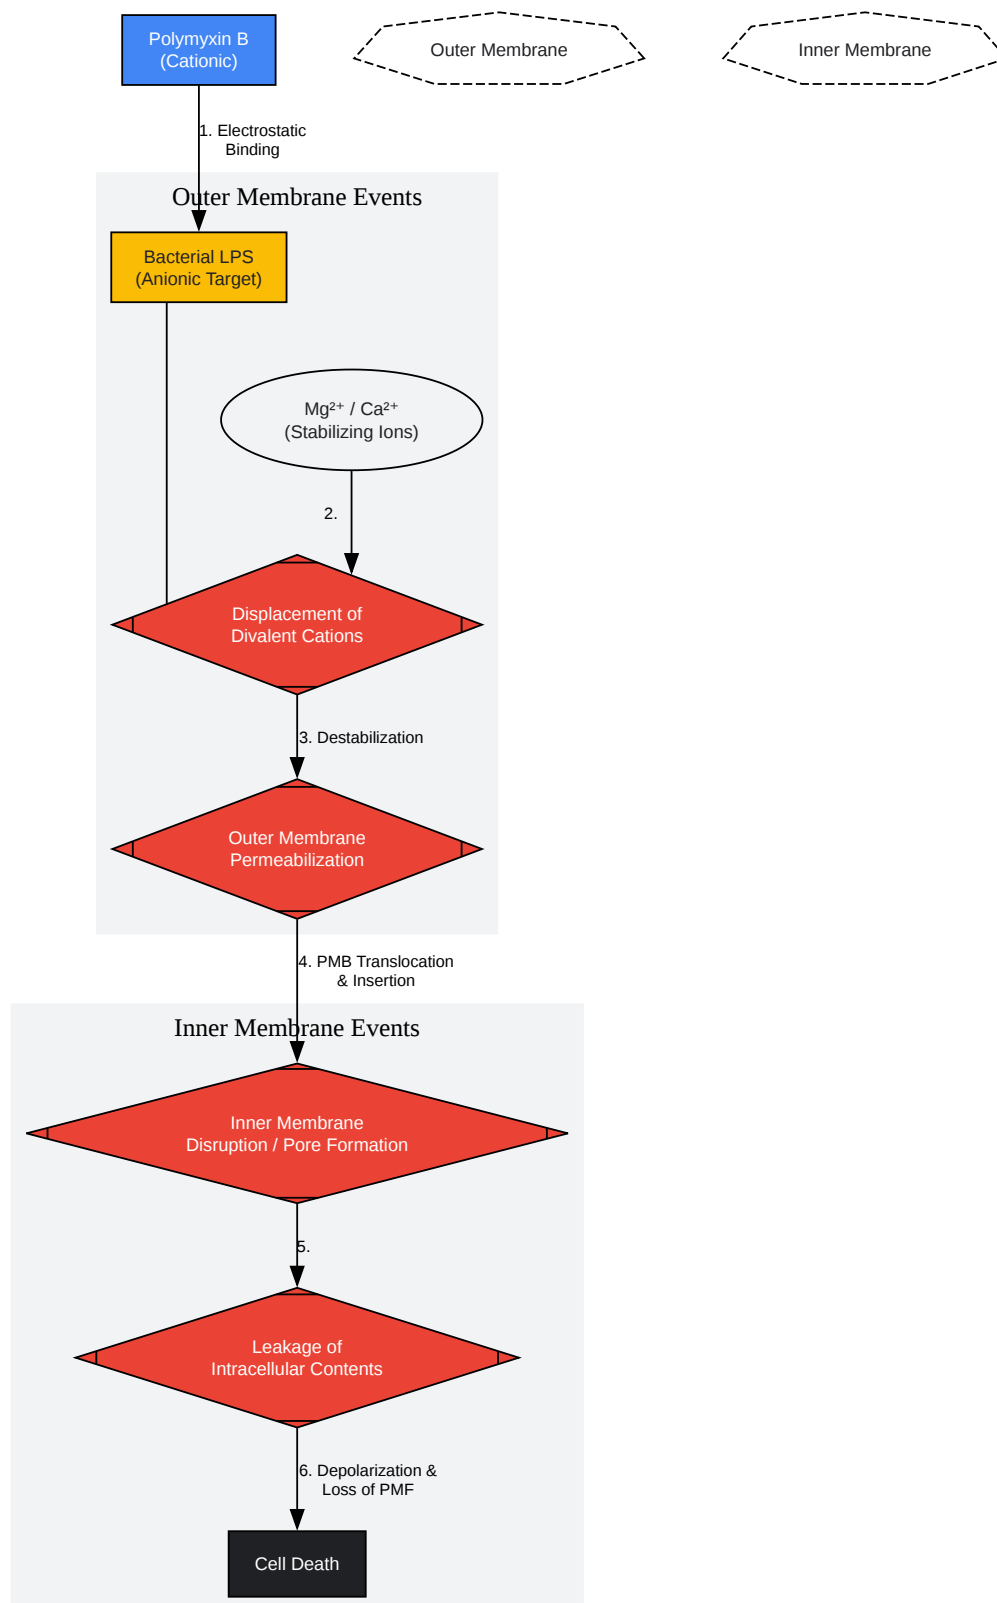 Polymyxin B
(Cationic)
Outer Membrane
Inner Membrane
1. Electrostatic
Binding
Outer Membrane Events
Bacterial LPS
(Anionic Target)
Mg²⁺ / Ca²⁺
(Stabilizing Ions)
2.
Displacement of
Divalent Cations
3. Destabilization
Outer Membrane
Permeabilization
4. PMB Translocation
& Insertion
Inner Membrane Events
Inner Membrane
Disruption / Pore Formation
5.
Leakage of
Intracellular Contents
6. Depolarization &
Loss of PMF
Cell Death